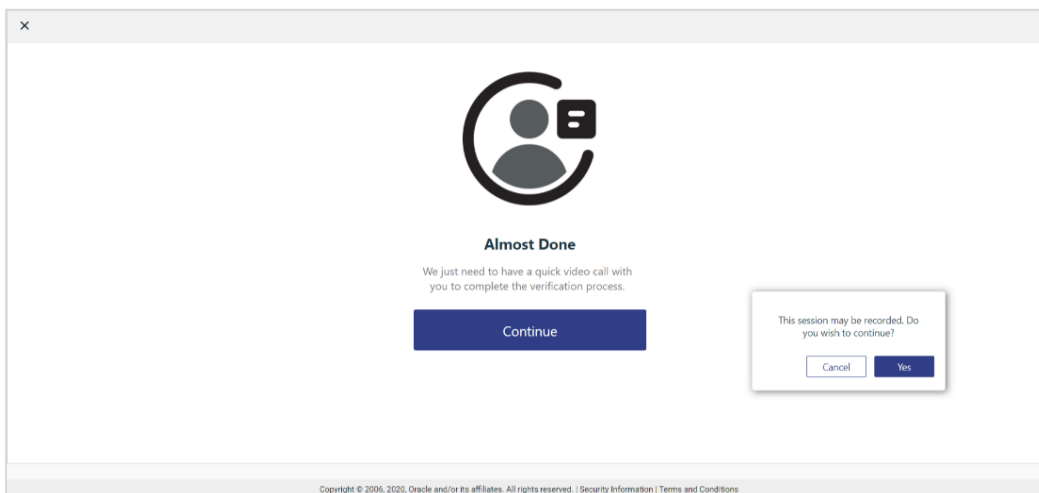 Almost Done
We just need to have a quick video call with
you to complete the verification process.
Continue
This session may be recorded. Do
you wish to continue?
Cancel
Yes
Copyright © 2006, 2020, Oracle and/or its affiliates. All rights reserved. | Security Information | Terms and Conditions